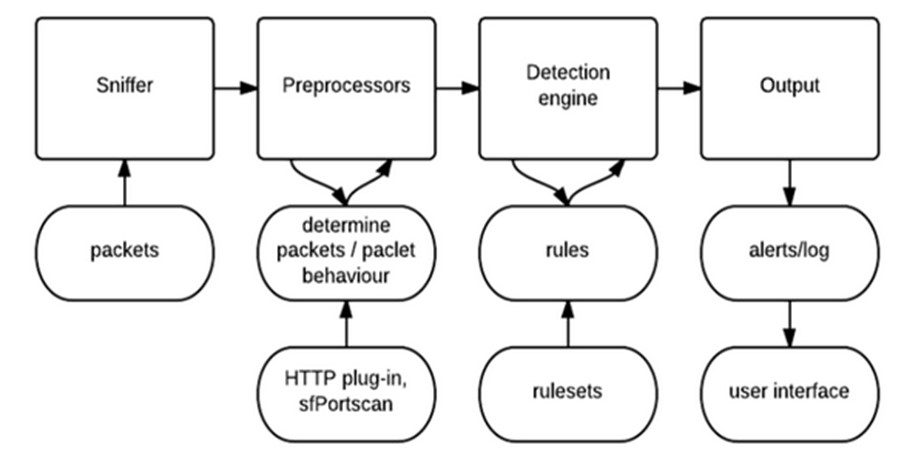 Sniffer
Preprocessors
Detection
engine
Output
packets
determine
packets / paclet
behaviour
rules
alerts/log
HTTP plug-in,
sfPortscan
rulesets
user interface